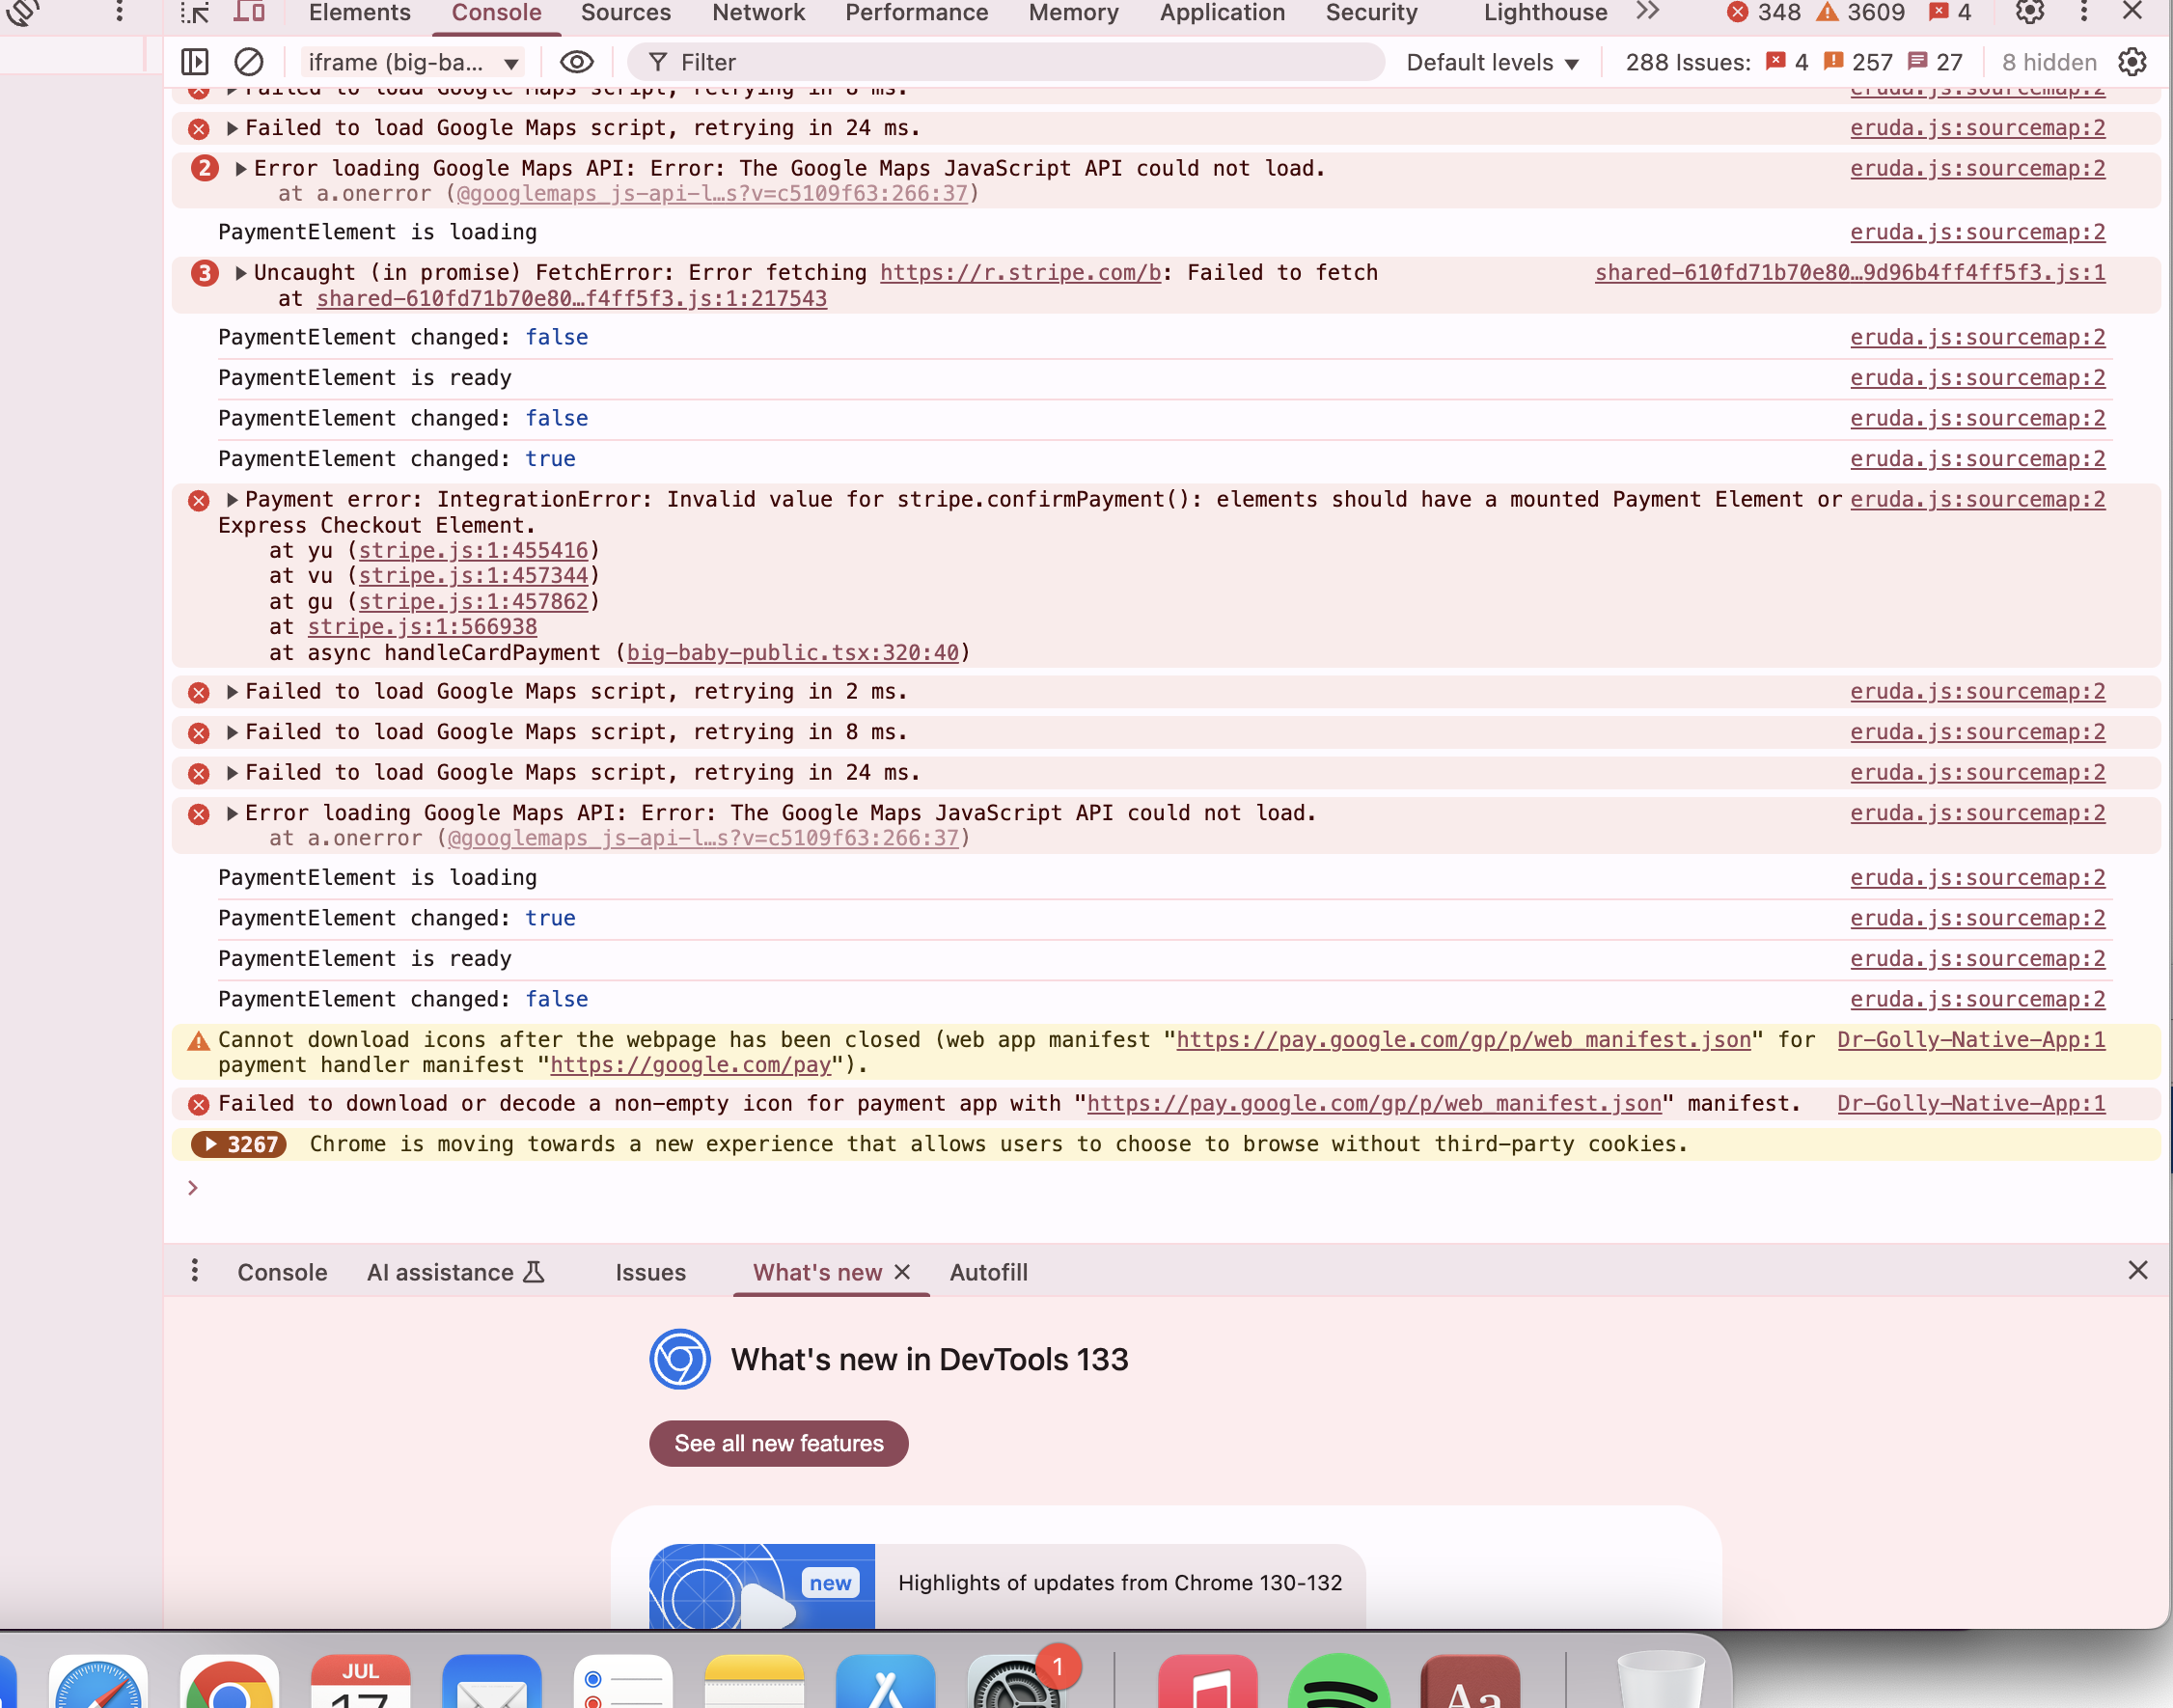 Elements Console Sources Network Performance Memory Application Security Lighthouse 348 3609 4
iframe (big-ba... Filter Default levels 288 Issues: 4 257 27 8 hidden
Failed to load Google Maps script, retrying in 8 ms. eruda.js:sourcemap:2
Failed to load Google Maps script, retrying in 24 ms. eruda.js:sourcemap:2
2 Error loading Google Maps API: Error: The Google Maps JavaScript API could not load. eruda.js:sourcemap:2
at a.onerror (@googlemaps_js-api-l…s?v=c5109f63:266:37)
PaymentElement is loading eruda.js:sourcemap:2
3 Uncaught (in promise) FetchError: Error fetching https://r.stripe.com/b: Failed to fetch shared-610fd71b70e80…9d96b4ff4ff5f3.js:1
at shared-610fd71b70e80…f4ff5f3.js:1:217543
PaymentElement changed: false eruda.js:sourcemap:2
PaymentElement is ready eruda.js:sourcemap:2
PaymentElement changed: false eruda.js:sourcemap:2
PaymentElement changed: true eruda.js:sourcemap:2
Payment error: IntegrationError: Invalid value for stripe.confirmPayment(): elements should have a mounted Payment Element or eruda.js:sourcemap:2
Express Checkout Element.
at yu (stripe.js:1:455416)
at vu (stripe.js:1:457344)
at gu (stripe.js:1:457862)
at stripe.js:1:566938
at async handleCardPayment (big-baby-public.tsx:320:40)
Failed to load Google Maps script, retrying in 2 ms. eruda.js:sourcemap:2
Failed to load Google Maps script, retrying in 8 ms. eruda.js:sourcemap:2
Failed to load Google Maps script, retrying in 24 ms. eruda.js:sourcemap:2
Error loading Google Maps API: Error: The Google Maps JavaScript API could not load. eruda.js:sourcemap:2
at a.onerror (@googlemaps_js-api-l…s?v=c5109f63:266:37)
PaymentElement is loading eruda.js:sourcemap:2
PaymentElement changed: true eruda.js:sourcemap:2
PaymentElement is ready eruda.js:sourcemap:2
PaymentElement changed: false eruda.js:sourcemap:2
Cannot download icons after the webpage has been closed (web app manifest "https://pay.google.com/gp/p/web_manifest.json" for Dr-Golly-Native-App:1
payment handler manifest "https://google.com/pay").
Failed to download or decode a non-empty icon for payment app with "https://pay.google.com/gp/p/web_manifest.json" manifest. Dr-Golly-Native-App:1
3267 Chrome is moving towards a new experience that allows users to choose to browse without third-party cookies.
Console AI assistance Issues What's new Autofill
What's new in DevTools 133
See all new features
new Highlights of updates from Chrome 130-132
1
JUL
17
Aa